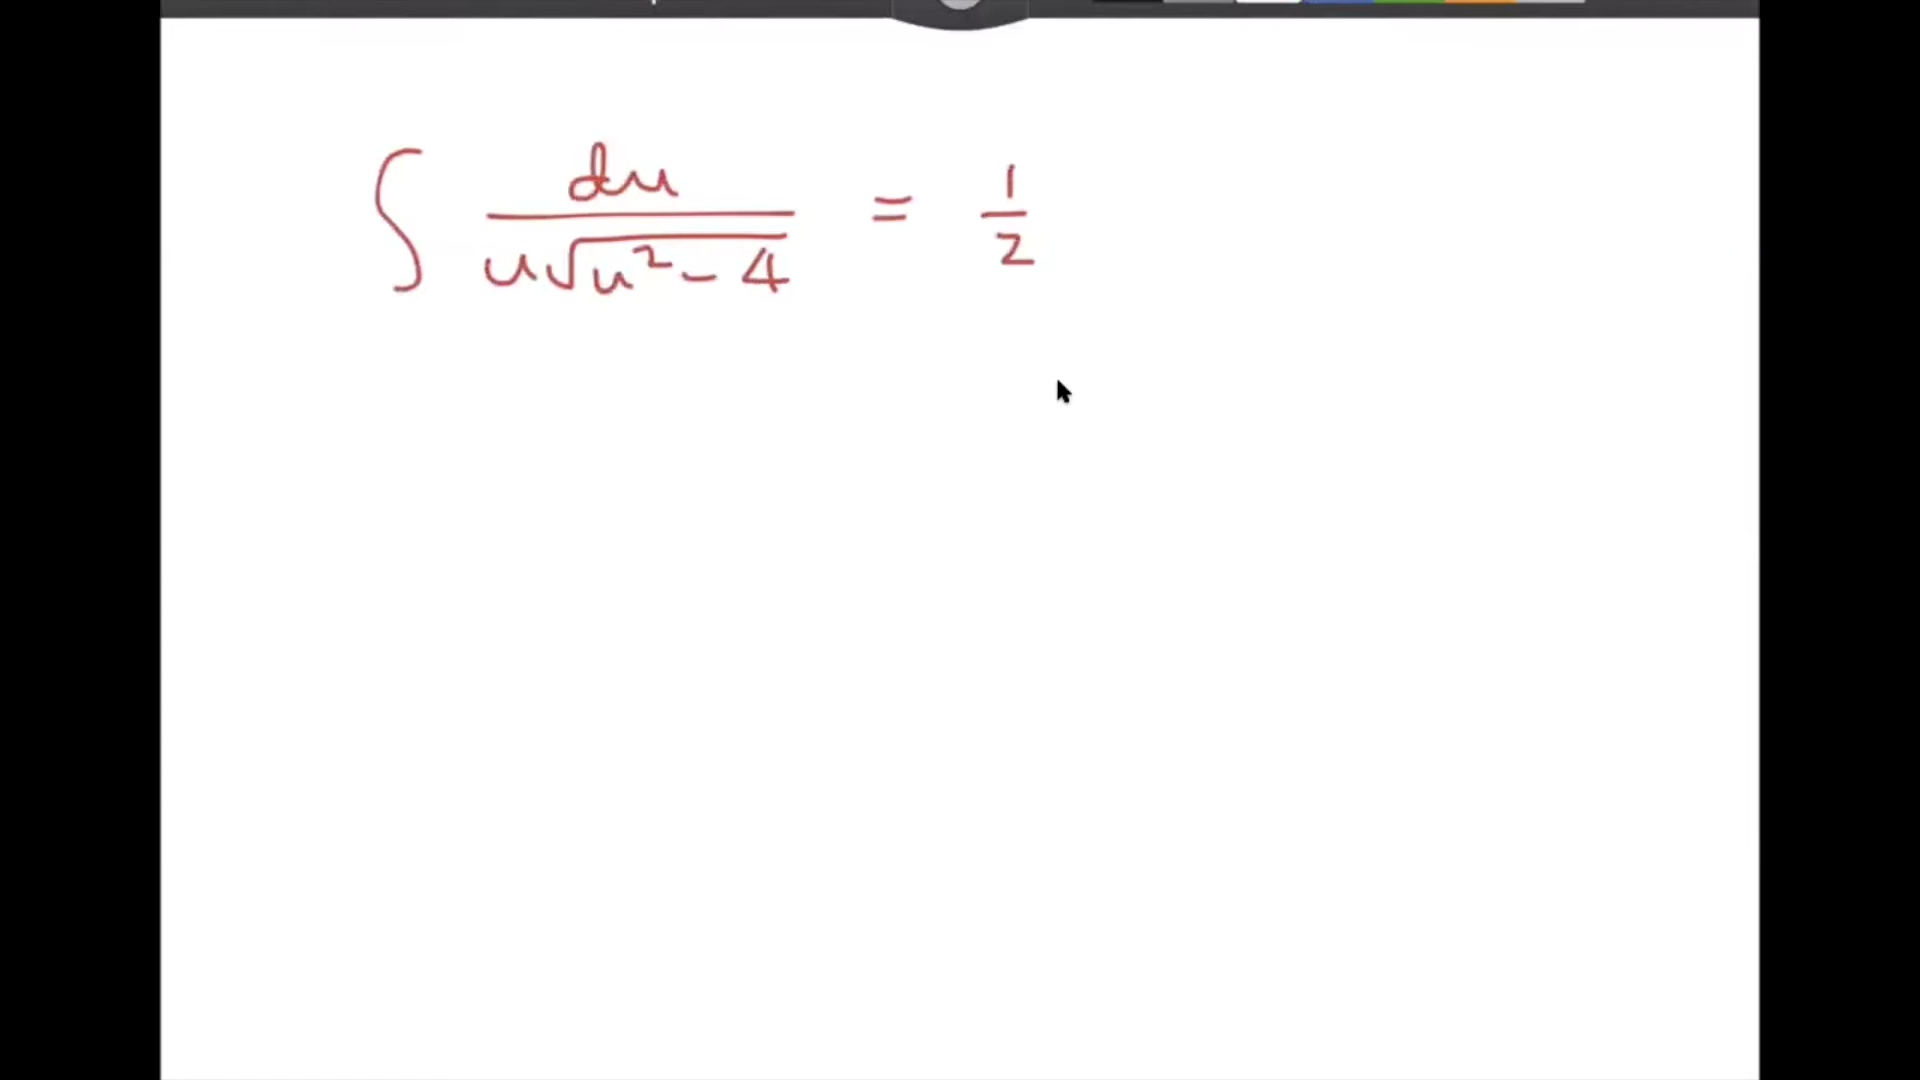 ∫ du / (u√(u² - 4)) = 1/2